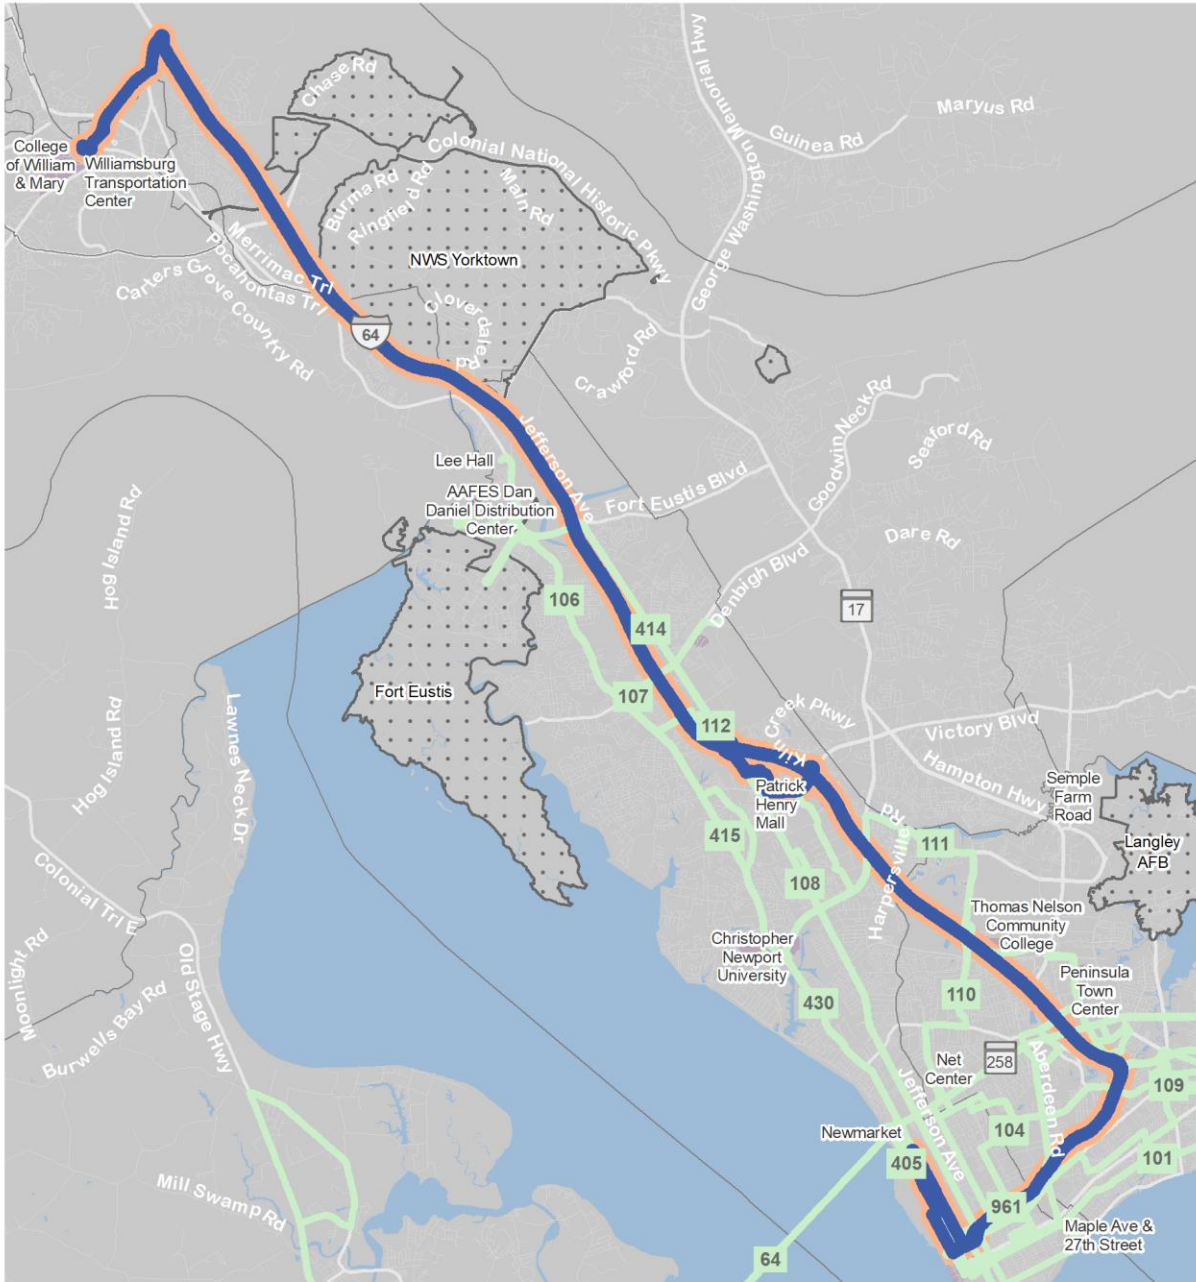 Chase Rd
George Washington Memorial Hwy
Maryus Rd
Guinea Rd
College
of William
& Mary
Williamsburg
Transportation
Center
Colonial National Historic Pkwy
Burma Rd
Ringfield Rd
Main Rd
NWS Yorktown
Merrimac Trl
Pocahontas Trl
Carters Grove Country Rd
Cloverdale Rd
64
Crawford Rd
Goodwin Neck Rd
Seaford Rd
Jefferson Ave
Lee Hall
AAFES Dan
Daniel Distribution
Center
Fort Eustis Blvd
Hog Island Rd
Dare Rd
Denbigh Blvd
106
17
414
Fort Eustis
107
Hog Island Rd
Lawnes Neck Dr
112
Kiln Creek Pkwy
Victory Blvd
Hampton Hwy
Patrick
Henry
Mall
Semple
Farm
Road
415
Harpersville Rd
111
Langley
AFB
Colonial Trl E
108
Thomas Nelson
Community
College
Moonlight Rd
Old Stage Hwy
Christopher
Newport
University
Peninsula
Town
Center
Burwells Bay Rd
430
110
Net
Center
258
Aberdeen Rd
109
Jefferson Ave
Newmarket
104
405
101
Mill Swamp Rd
961
Maple Ave &
27th Street
64